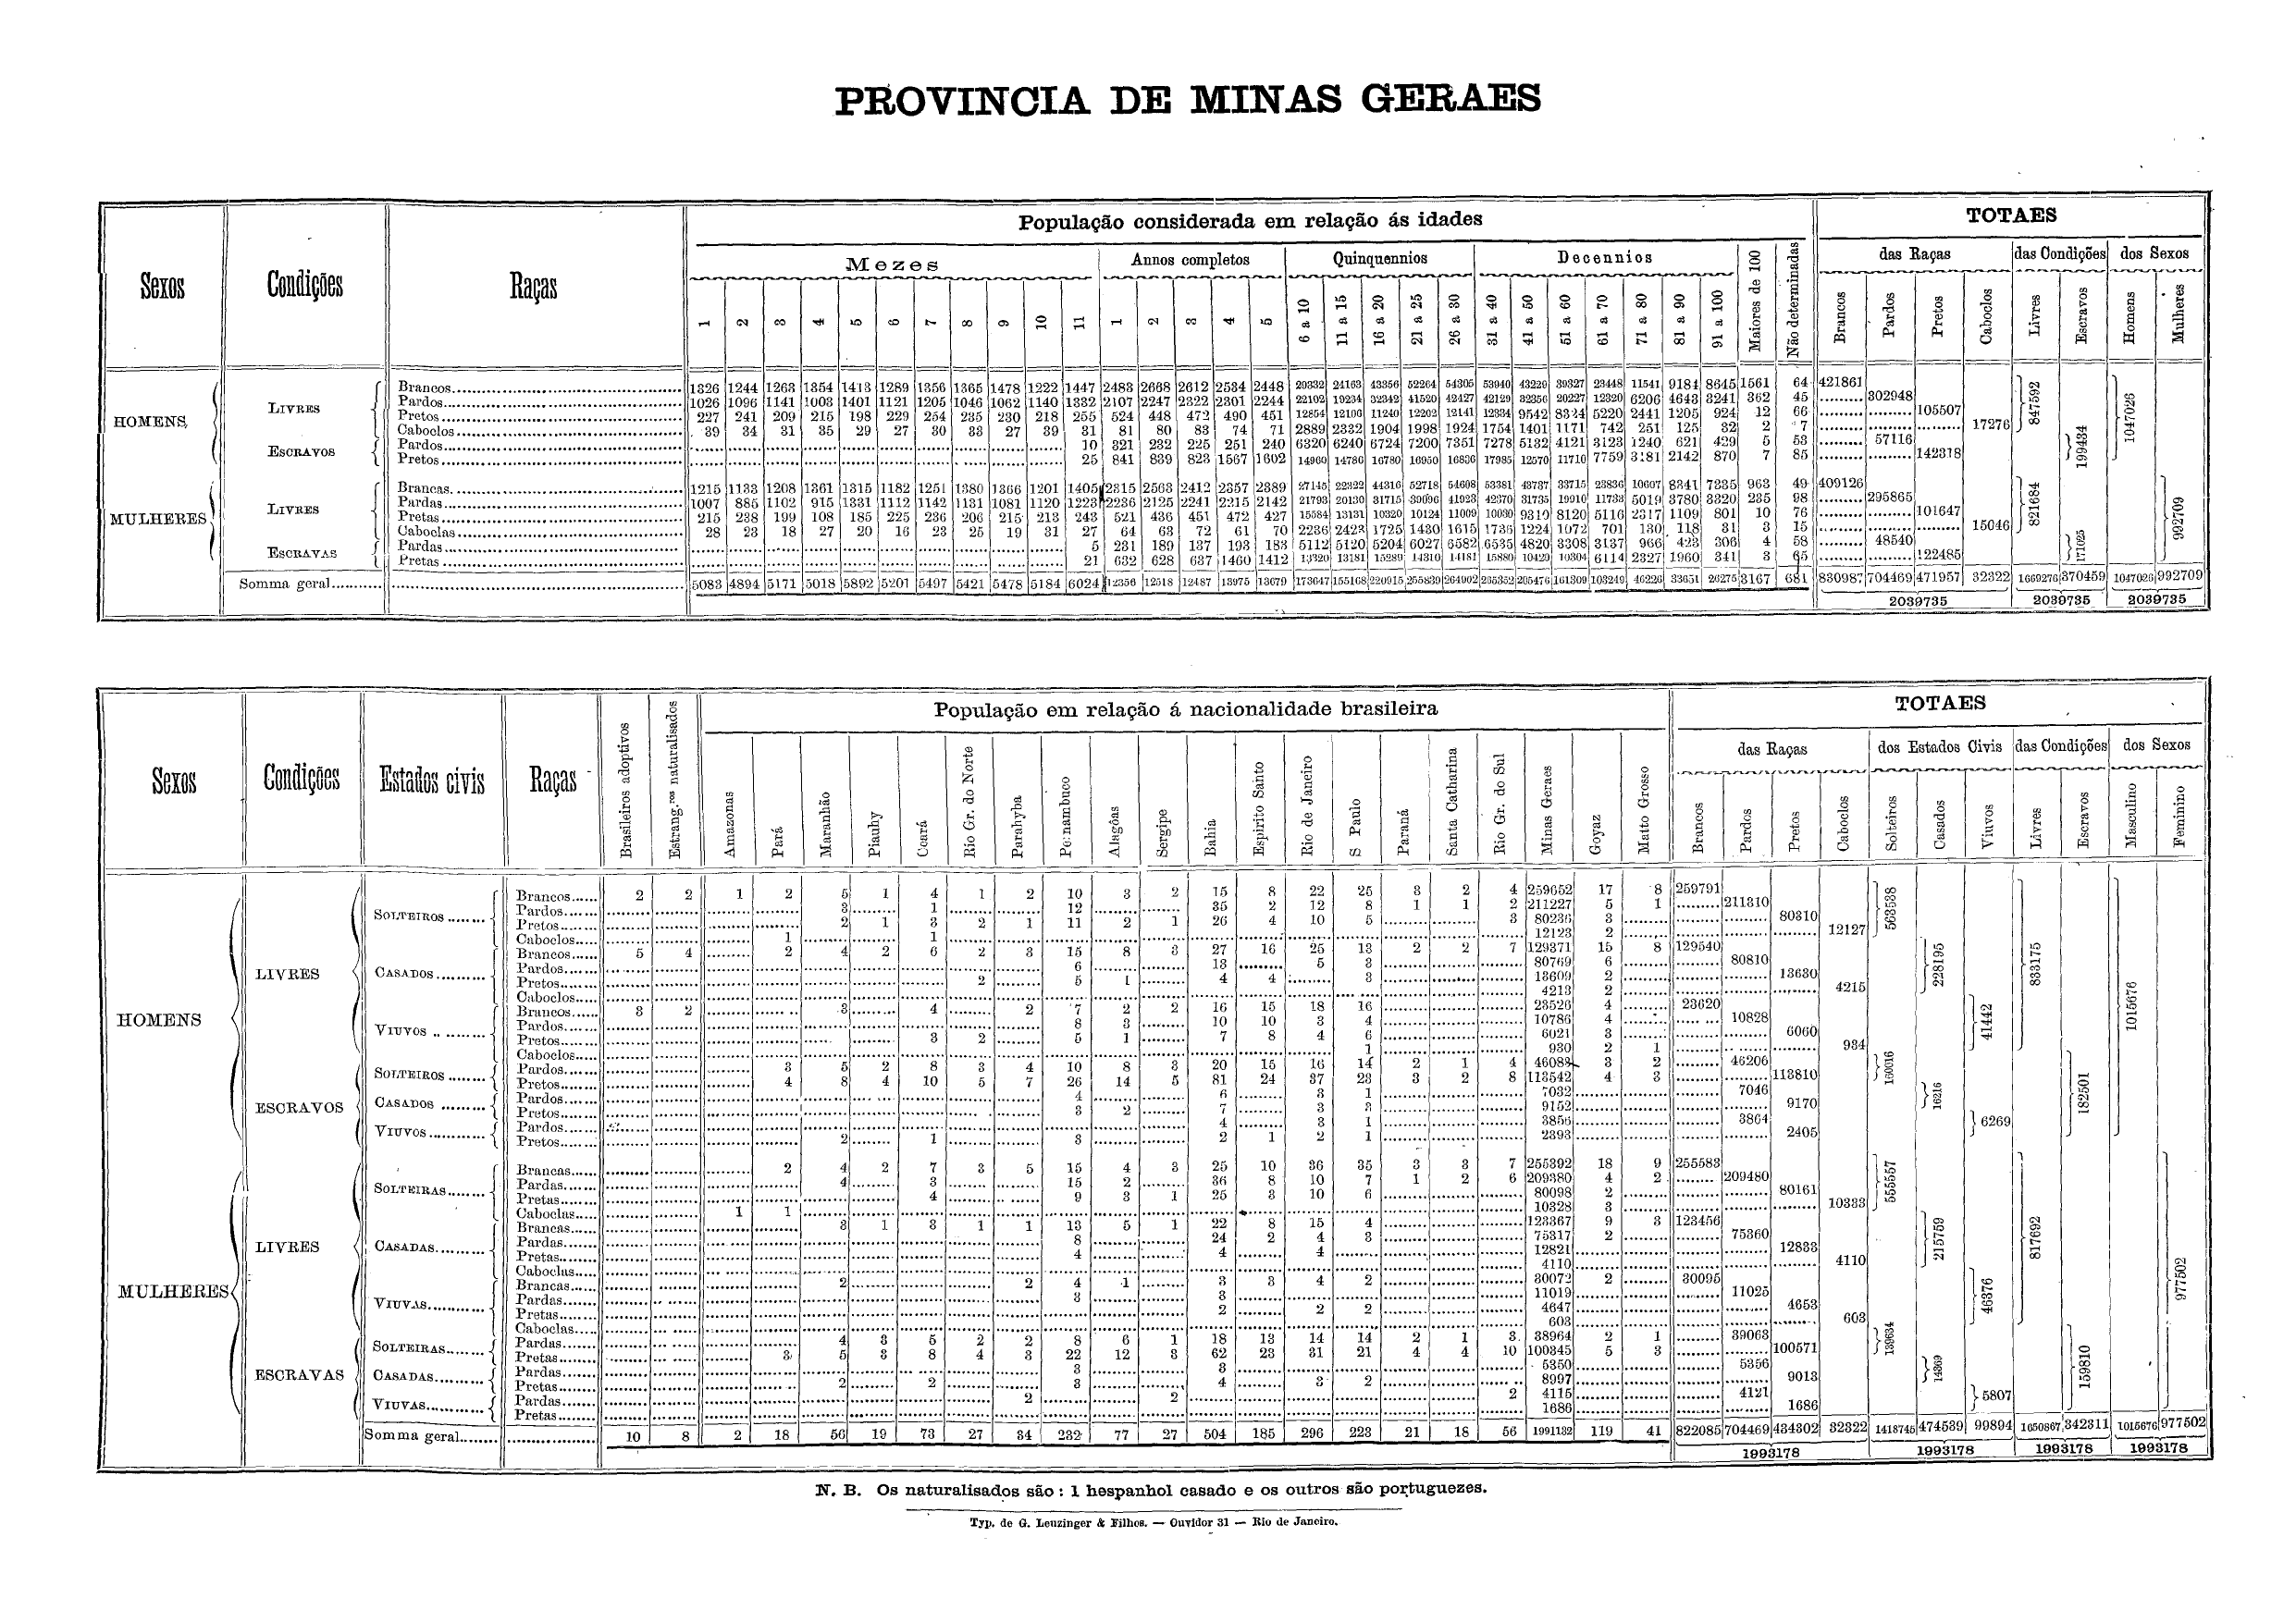 PROVINCIA DE MINAS GERAES
Sexos Condições Raças População considerada em relação ás idades TOTAES
Mezes Annos completos Quinquennios Decennios Maiores de 100 Não determinadas das Raças das Condições dos Sexos
1 2 3 4 5 6 7 8 9 10 11 1 2 3 4 5 6 a 10 11 a 15 16 a 20 21 a 25 26 a 30 31 a 40 41 a 50 51 a 60 61 a 70 71 a 80 81 a 90 91 a 100 Brancos Pardos Pretos Caboclos Livres Escravos Homens Mulheres
HOMENS LIVRES Brancos 1326 1244 1263 1354 1413 1289 1356 1365 1478 1222 1447 2483 2668 2612 2534 2448 29332 24163 43356 52264 54305 53940 43229 39327 23448 11541 9184 8645 1561 64 421861 847592 1047026
Pardos 1026 1096 1141 1003 1401 1121 1205 1046 1062 1140 1332 2107 2247 2322 2301 2244 22102 19234 32342 41520 42427 42129 32356 20227 12320 6206 4643 3241 362 45 302948
Pretos 227 241 209 215 198 229 254 235 230 218 255 524 448 472 490 451 12854 12100 11240 12202 12141 12334 9542 8324 5220 2441 1205 924 12 66 105507
Caboclos 39 34 31 35 29 27 30 33 27 39 31 81 80 83 74 71 2889 2332 1904 1998 1924 1754 1401 1171 742 251 125 32 2 7 17276
ESCRAVOS Pardos 10 321 232 225 251 240 6320 6240 6724 7200 7351 7278 5132 4121 3123 1240 621 429 5 53 57116 199434
Pretos 25 841 839 823 1567 1602 14960 14786 16780 16950 16836 17985 12570 11710 7759 3181 2142 870 7 85 142318
MULHERES LIVRES Brancas 1215 1133 1208 1361 1315 1182 1251 1380 1366 1201 1405 2315 2563 2412 2357 2389 27145 22322 44316 52718 54608 53381 43737 33715 23836 10607 8341 7235 963 49 409126 821684 992709
Pardas 1007 885 1102 915 1331 1112 1142 1131 1081 1120 1223 2236 2125 2241 2215 2142 21793 20130 31715 30696 41923 42370 31735 19910 11733 5019 3780 3320 235 98 295865
Pretas 215 238 199 108 185 225 236 206 215 213 243 521 436 451 472 427 15584 13131 10320 10124 11009 10030 9310 8120 5116 2317 1109 801 10 76 101647
Caboclas 28 23 18 27 20 16 23 25 19 31 27 64 63 72 61 70 2236 2423 1725 1430 1615 1736 1224 1072 701 130 118 31 3 15 15046
ESCRAVAS Pardas 5 231 189 137 193 183 5112 5120 5204 6027 6582 6535 4820 3308 3137 966 423 306 4 58 48540 171025
Pretas 21 632 628 637 1460 1412 13320 13181 15289 14310 14181 15880 10420 10304 6114 2327 1960 341 3 65 122485
Somma geral 5083 4894 5171 5018 5892 5201 5497 5421 5478 5184 6024 12356 12518 12487 13975 13679 173647 155168 220915 255839 264902 265352 205476 161309 103249 46226 33651 26275 3167 681 830987 704469 471957 32322 1669276 370459 1047026 992709
2039735 2039735 2039735
Sexos Condições Estados civis Raças Brasileiros adoptivos Estrang.ros naturalisados População em relação á nacionalidade brasileira TOTAES
das Raças dos Estados Civis das Condições dos Sexos
Amazonas Pará Maranhão Piauhy Ceará Rio Gr. do Norte Parahyba Pernambuco Alagôas Sergipe Bahia Espirito Santo Rio de Janeiro S Paulo Paraná Santa Catharina Rio Gr. do Sul Minas Geraes Goyaz Matto Grosso Brancos Pardos Pretos Caboclos Solteiros Casados Viuvos Livres Escravos Masculino Feminino
HOMENS LIVRES SOLTEIROS Brancos 2 2 1 2 5 1 4 1 2 10 3 2 15 8 22 25 3 2 4 259652 17 8 259791 563538 833175 1015676
Pardos 3 1 12 35 2 12 8 1 1 2 211227 5 1 211310
Pretos 2 1 3 2 1 11 2 1 26 4 10 5 3 80236 3 80310
Caboclos 1 1 12123 2 12127
CASADOS Brancos 5 4 2 4 2 6 2 3 15 8 3 27 16 25 13 2 2 7 129371 15 8 129540 228195
Pardos 6 13 5 3 80769 6 80810
Pretos 2 5 1 4 4 3 13609 2 13630
Caboclos 4213 2 4215
VIUVOS Brancos 3 2 3 4 2 7 2 2 16 15 18 16 23526 4 23620 41442
Pardos 8 3 10 10 3 4 10786 4 10828
Pretos 3 2 5 1 7 8 4 6 6021 3 6060
Caboclos 1 930 2 1 934
ESCRAVOS SOLTEIROS Pardos 3 5 2 8 3 4 10 8 3 20 15 16 14 2 1 4 46083 3 2 46206 160016 182501
Pretos 4 8 4 10 5 7 26 14 5 81 24 37 23 3 2 8 113542 4 3 113810
CASADOS Pardos 4 6 3 1 7032 7046 16216
Pretos 3 2 7 3 3 9152 9170
VIUVOS Pardos 4 3 1 3856 3864 6269
Pretos 2 1 3 2 1 2 1 2393 2405
MULHERES LIVRES SOLTEIRAS Brancas 2 4 2 7 3 5 15 4 3 25 10 36 35 3 3 7 255392 18 9 255583 555557 817692 977502
Pardas 4 3 15 2 36 8 10 7 1 2 6 209380 4 2 209480
Pretas 4 9 3 1 25 3 10 6 80098 2 80161
Caboclas 1 1 10328 3 10333
CASADAS Brancas 3 1 3 1 1 13 5 1 22 8 15 4 123367 9 3 123456 215759
Pardas 8 24 2 4 3 75317 2 75360
Pretas 4 4 4 12821 12833
Caboclas 4110 4110
VIUVAS Brancas 2 2 4 1 3 3 4 2 30072 2 30095 46376
Pardas 3 3 11019 11025
Pretas 2 2 2 4647 4653
Caboclas 603 603
ESCRAVAS SOLTEIRAS Pardas 4 3 5 2 2 8 6 1 18 13 14 14 2 1 3 38964 2 1 39063 139634 159810
Pretas 3 5 3 8 4 3 22 12 3 62 23 31 21 4 4 10 100345 5 3 100571
CASADAS Pardas 3 3 5350 5356 14369
Pretas 2 2 3 4 3 2 8997 9013
VIUVAS Pardas 2 2 2 4115 4121 5807
Pretas 1686 1686
Somma geral 10 8 2 18 56 19 73 27 34 232 77 27 504 185 296 223 21 18 56 1991132 119 41 822085 704469 434302 32322 1418745 474539 99894 1650867 342311 1015676 977502
1993178 1993178 1993178 1993178
N. B. Os naturalisados são : 1 hespanhol casado e os outros são portuguezes.
Typ. de G. Leuzinger & Filhos. — Ouvidor 31 — Rio de Janeiro.